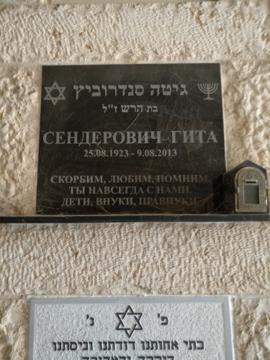 גיטה סנדרוביץ
בת הרש ז"ל
СЕНДЕРОВИЧ ГИТА
25.08.1923 - 9.08.2013
СКОРБИМ, ЛЮБИМ, ПОМНИМ
ТЫ НАВСЕГДА С НАМИ.
ДЕТИ, ВНУКИ, ПРАВНУКИ
פ' נ'
בתי אחותנו דודתנו וניסתנו